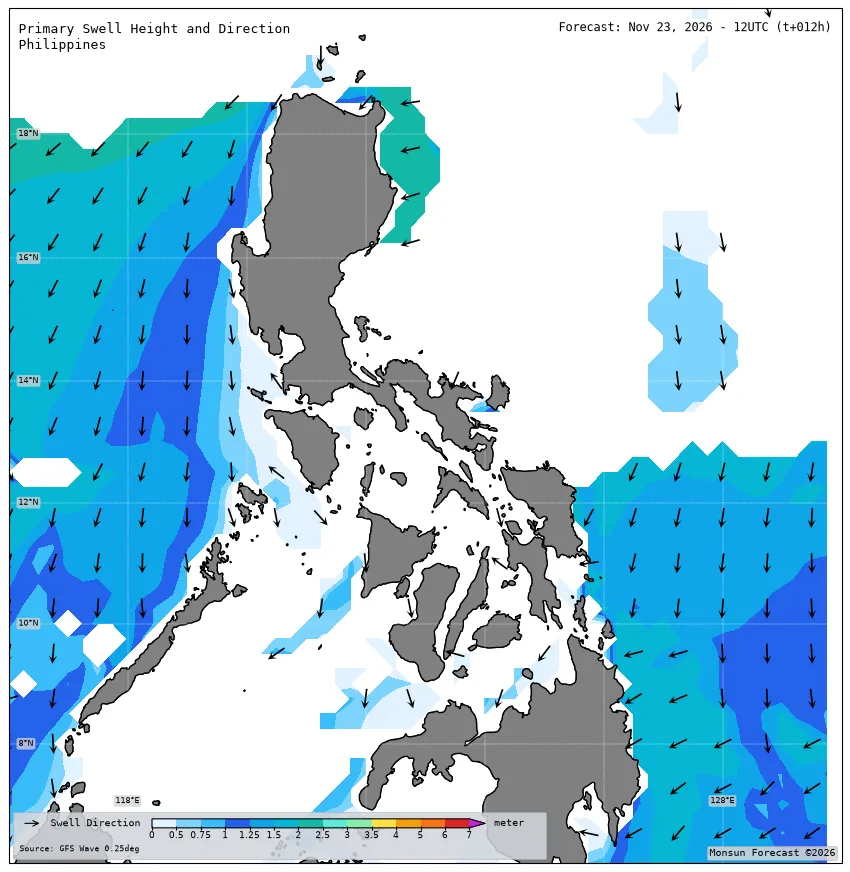 Primary Swell Height and Direction
Philippines
Forecast: Nov 23, 2026 - 12UTC (t+012h)
18°N
16°N
14°N
12°N
10°N
8°N
118°E
128°E
Swell Direction
meter
0 0.5 0.75 1 1.25 1.5 2 2.5 3 3.5 4 5 6 7
Source: GFS Wave 0.25deg
Monsun Forecast ©2026